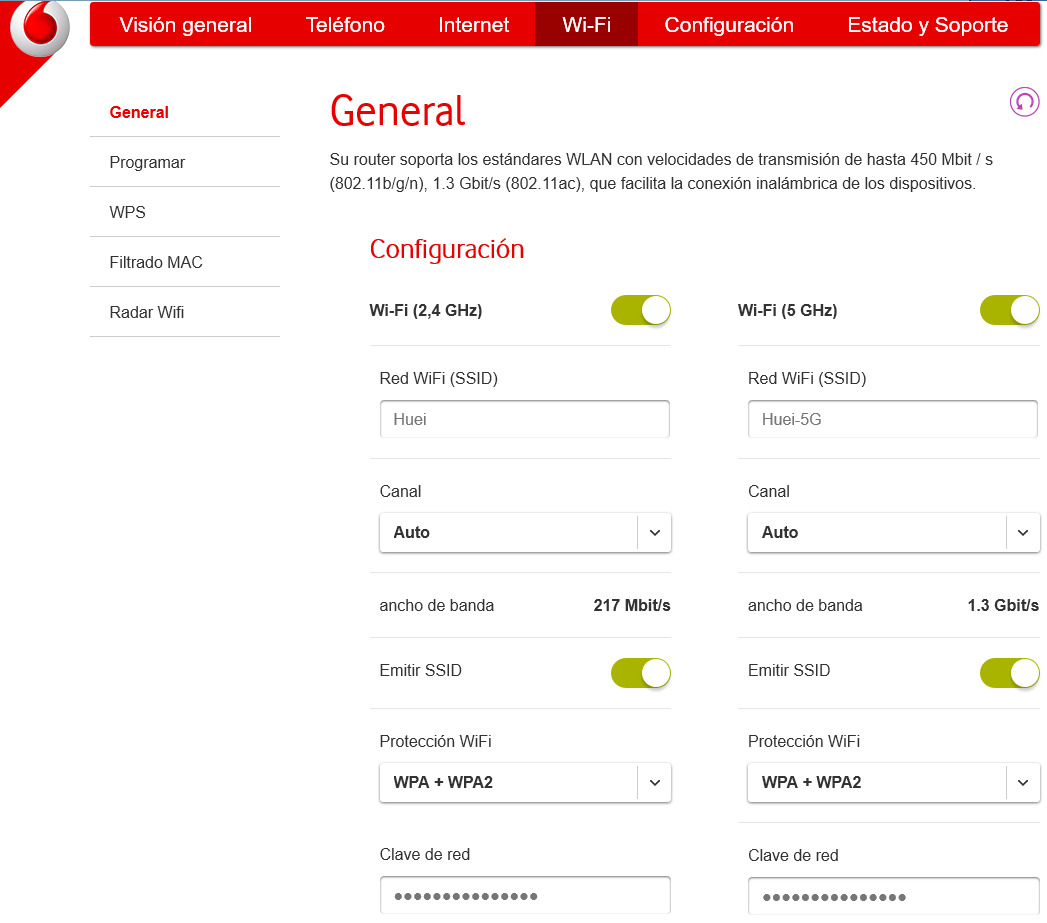 Visión general Teléfono Internet Wi-Fi Configuración Estado y Soporte
General
Programar
WPS
Filtrado MAC
Radar Wifi
General
Su router soporta los estándares WLAN con velocidades de transmisión de hasta 450 Mbit / s
(802.11b/g/n), 1.3 Gbit/s (802.11ac), que facilita la conexión inalámbrica de los dispositivos.
Configuración
Wi-Fi (2,4 GHz)
Red WiFi (SSID)
Huei
Canal
Auto
ancho de banda 217 Mbit/s
Emitir SSID
Protección WiFi
WPA + WPA2
Clave de red
●●●●●●●●●●●●●●●
Wi-Fi (5 GHz)
Red WiFi (SSID)
Huei-5G
Canal
Auto
ancho de banda 1.3 Gbit/s
Emitir SSID
Protección WiFi
WPA + WPA2
Clave de red
●●●●●●●●●●●●●●●